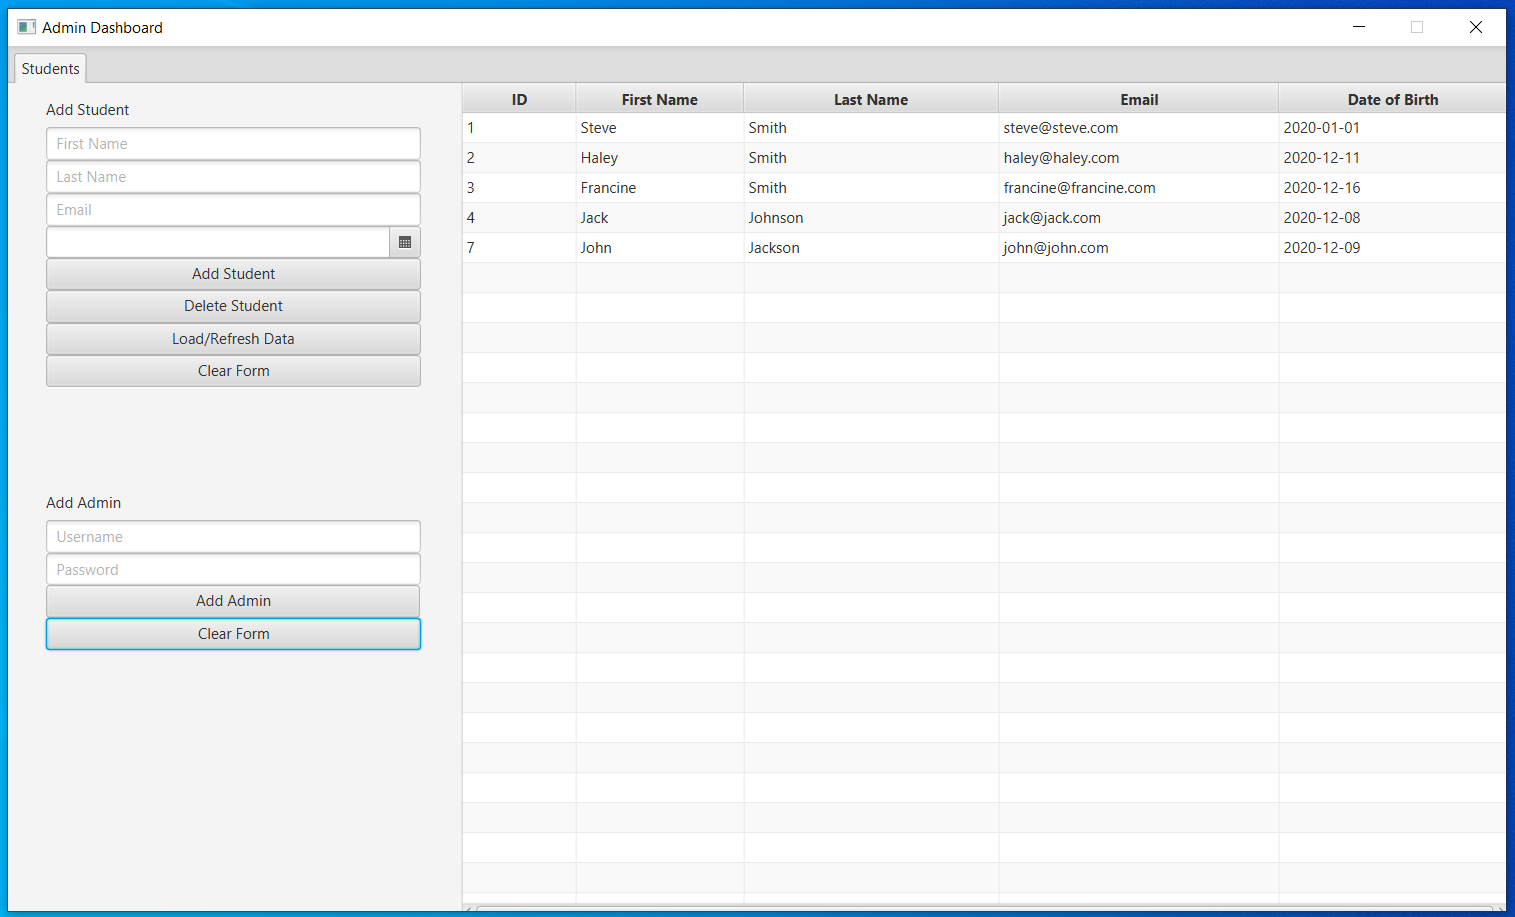 Admin Dashboard
Students
Add Student
First Name
Last Name
Email
Add Student
Delete Student
Load/Refresh Data
Clear Form
Add Admin
Username
Password
Add Admin
Clear Form
ID First Name Last Name Email Date of Birth
1 Steve Smith steve@steve.com 2020-01-01
2 Haley Smith haley@haley.com 2020-12-11
3 Francine Smith francine@francine.com 2020-12-16
4 Jack Johnson jack@jack.com 2020-12-08
7 John Jackson john@john.com 2020-12-09